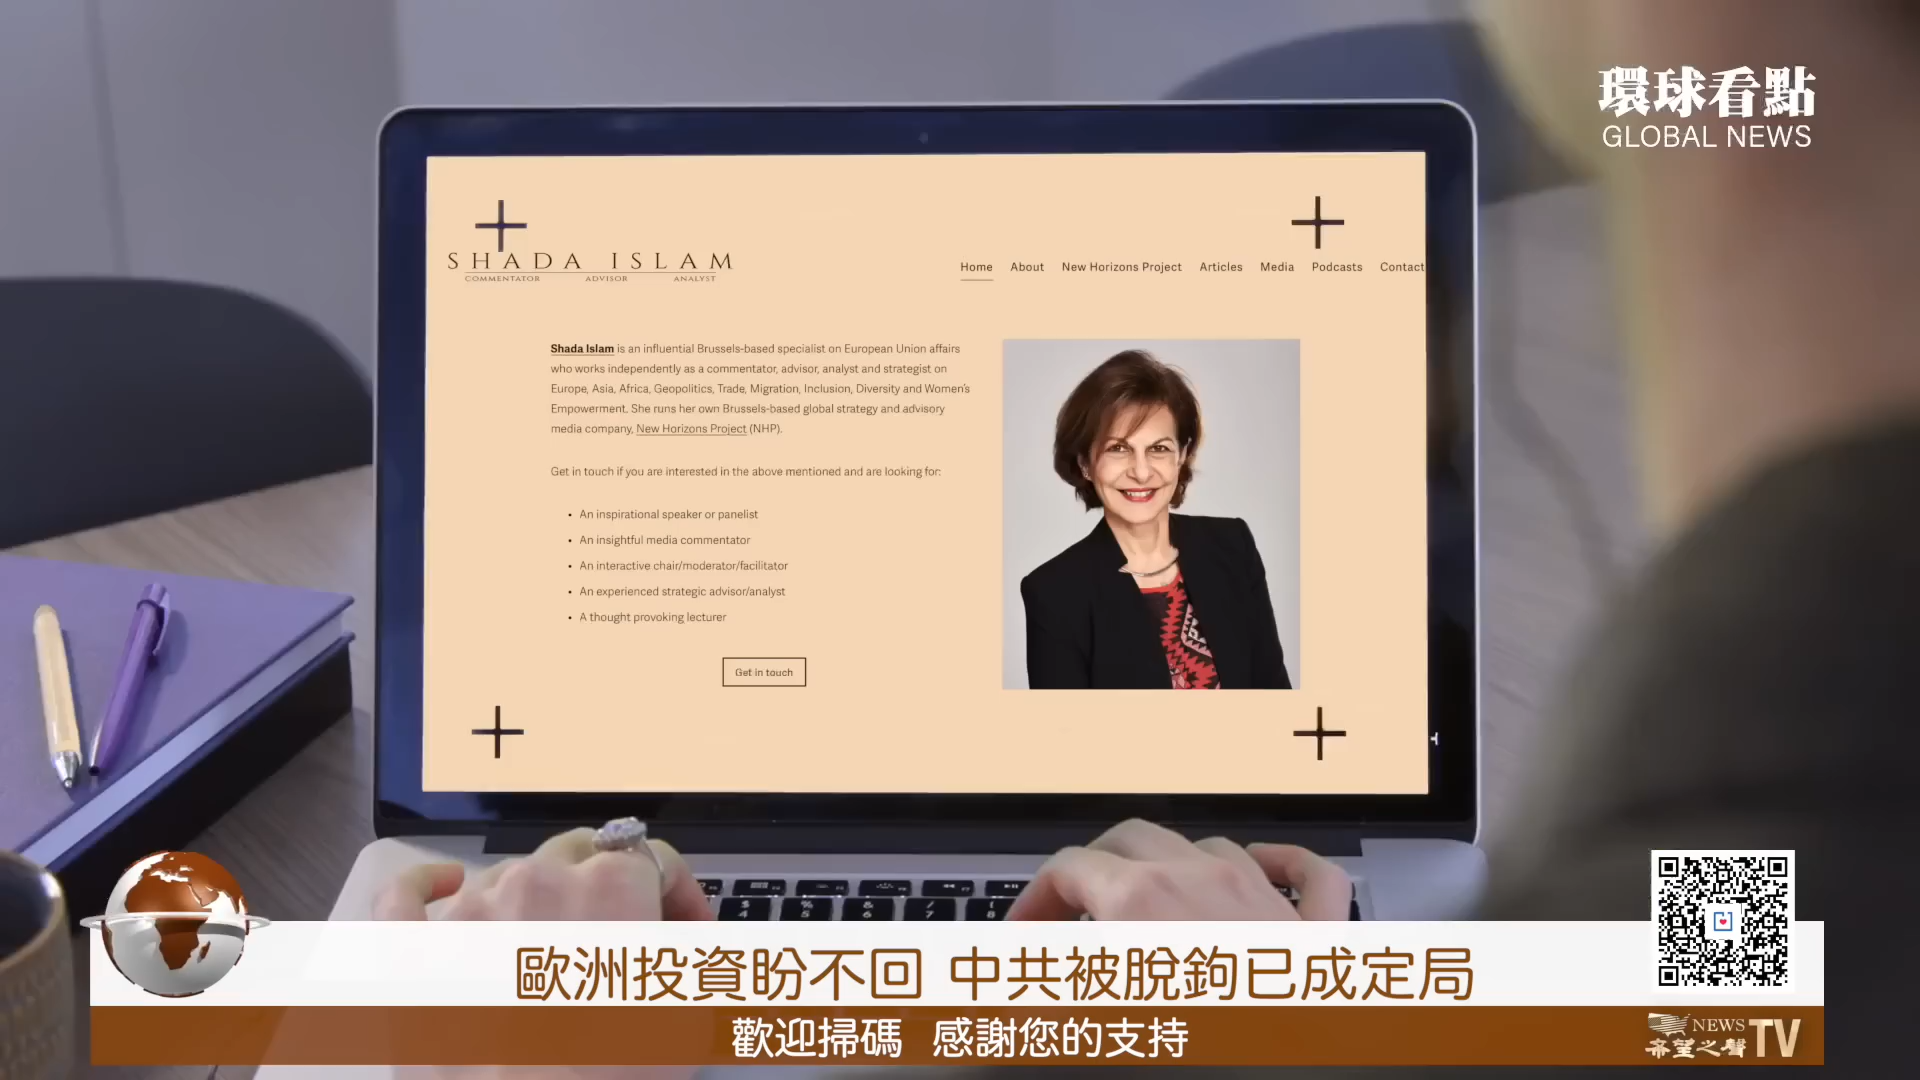 環球看點
GLOBAL NEWS
SHADA ISLAM
COMMENTATOR ADVISOR ANALYST
Home About New Horizons Project Articles Media Podcasts Contact
Shada Islam is an influential Brussels-based specialist on European Union affairs
who works independently as a commentator, advisor, analyst and strategist on
Europe, Asia, Africa, Geopolitics, Trade, Migration, Inclusion, Diversity and Women's
Empowerment. She runs her own Brussels-based global strategy and advisory
media company, New Horizons Project (NHP).
Get in touch if you are interested in the above mentioned and are looking for:
• An inspirational speaker or panelist
• An insightful media commentator
• An interactive chair/moderator/facilitator
• An experienced strategic advisor/analyst
• A thought provoking lecturer
Get in touch
$ % & / (
4 5 6 7 8
歐洲投資盼不回 中共被脫鉤已成定局
歡迎掃碼 感謝您的支持
NEWS
希望之聲 TV